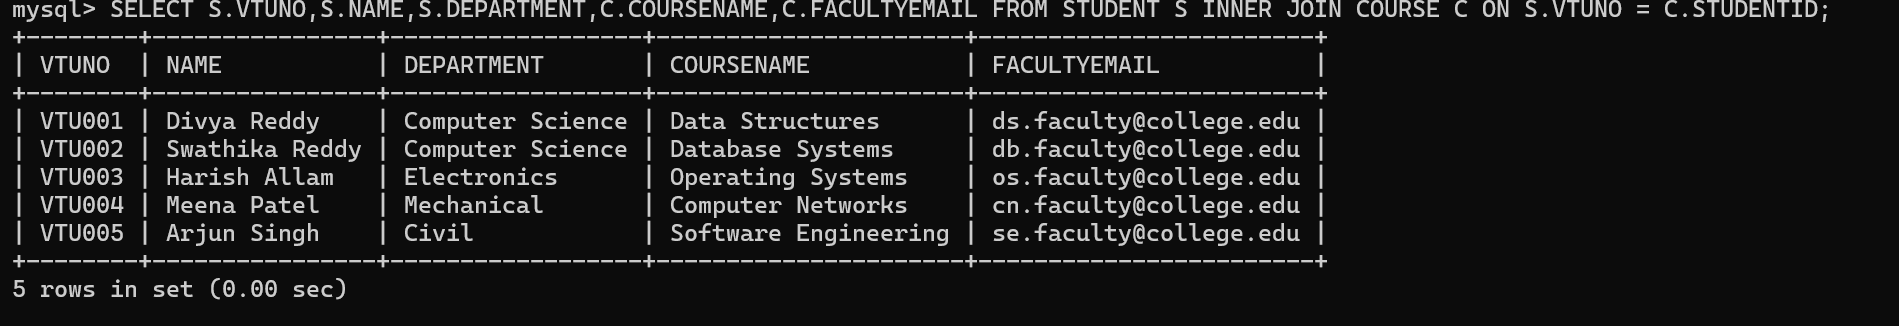 mysql> SELECT S.VTUNO,S.NAME,S.DEPARTMENT,C.COURSENAME,C.FACULTYEMAIL FROM STUDENT S INNER JOIN COURSE C ON S.VTUNO = C.STUDENTID;
+--------+----------------+------------------+----------------------+------------------------+
| VTUNO  | NAME           | DEPARTMENT       | COURSENAME           | FACULTYEMAIL           |
+--------+----------------+------------------+----------------------+------------------------+
| VTU001 | Divya Reddy    | Computer Science | Data Structures      | ds.faculty@college.edu |
| VTU002 | Swathika Reddy | Computer Science | Database Systems     | db.faculty@college.edu |
| VTU003 | Harish Allam   | Electronics      | Operating Systems    | os.faculty@college.edu |
| VTU004 | Meena Patel    | Mechanical       | Computer Networks    | cn.faculty@college.edu |
| VTU005 | Arjun Singh    | Civil            | Software Engineering | se.faculty@college.edu |
+--------+----------------+------------------+----------------------+------------------------+
5 rows in set (0.00 sec)